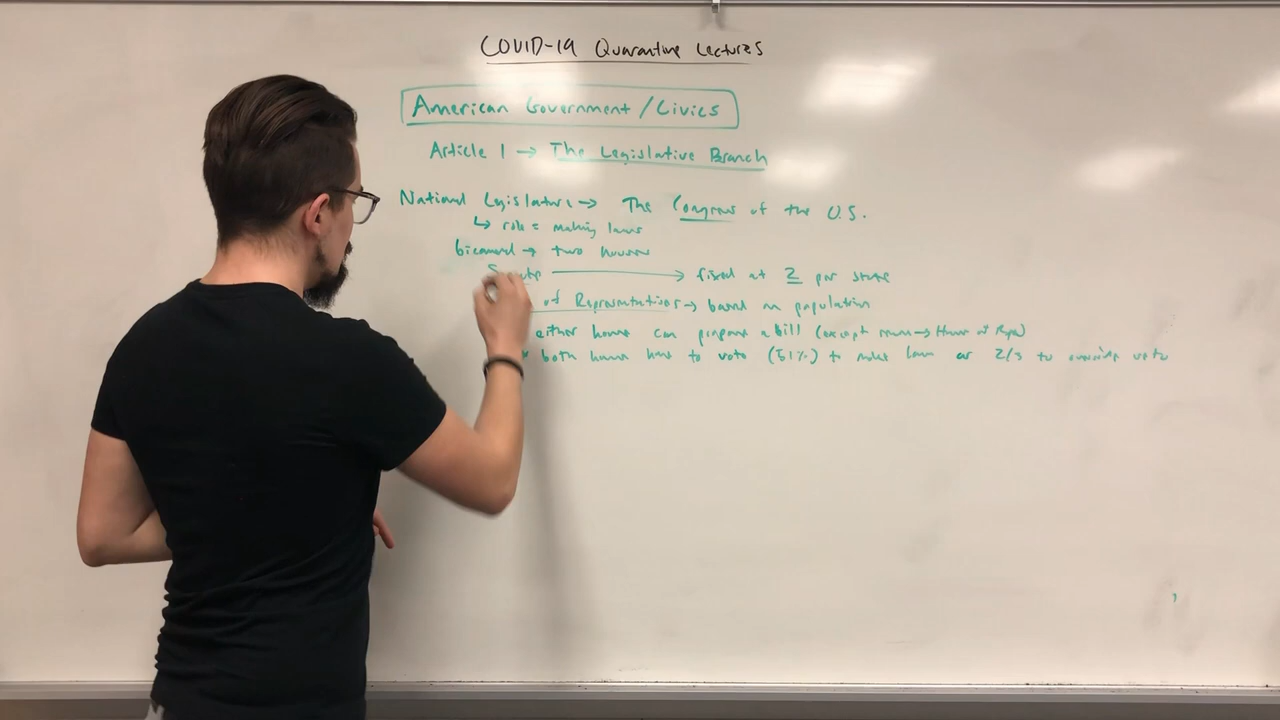 COVID-19 Quarantine Lectures
American Government / Civics
Article 1 → The Legislative Branch
National Legislature → The Congress of the U.S.
↳ role = making laws
bicameral → two houses
→ fixed at 2 per state
of Representatives → based on population
either house can propose a bill (except → House of Reps)
both houses have to vote (51%) to make law or 2/3 to override veto